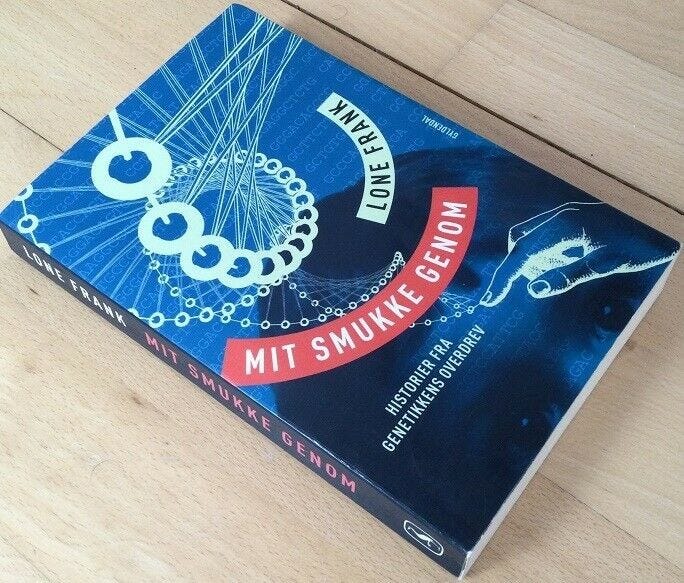 LONE FRANK
GYLDENDAL
MIT SMUKKE GENOM
HISTORIER FRA
GENETIKKENS OVERDREV
LONE FRANK MIT SMUKKE GENOM